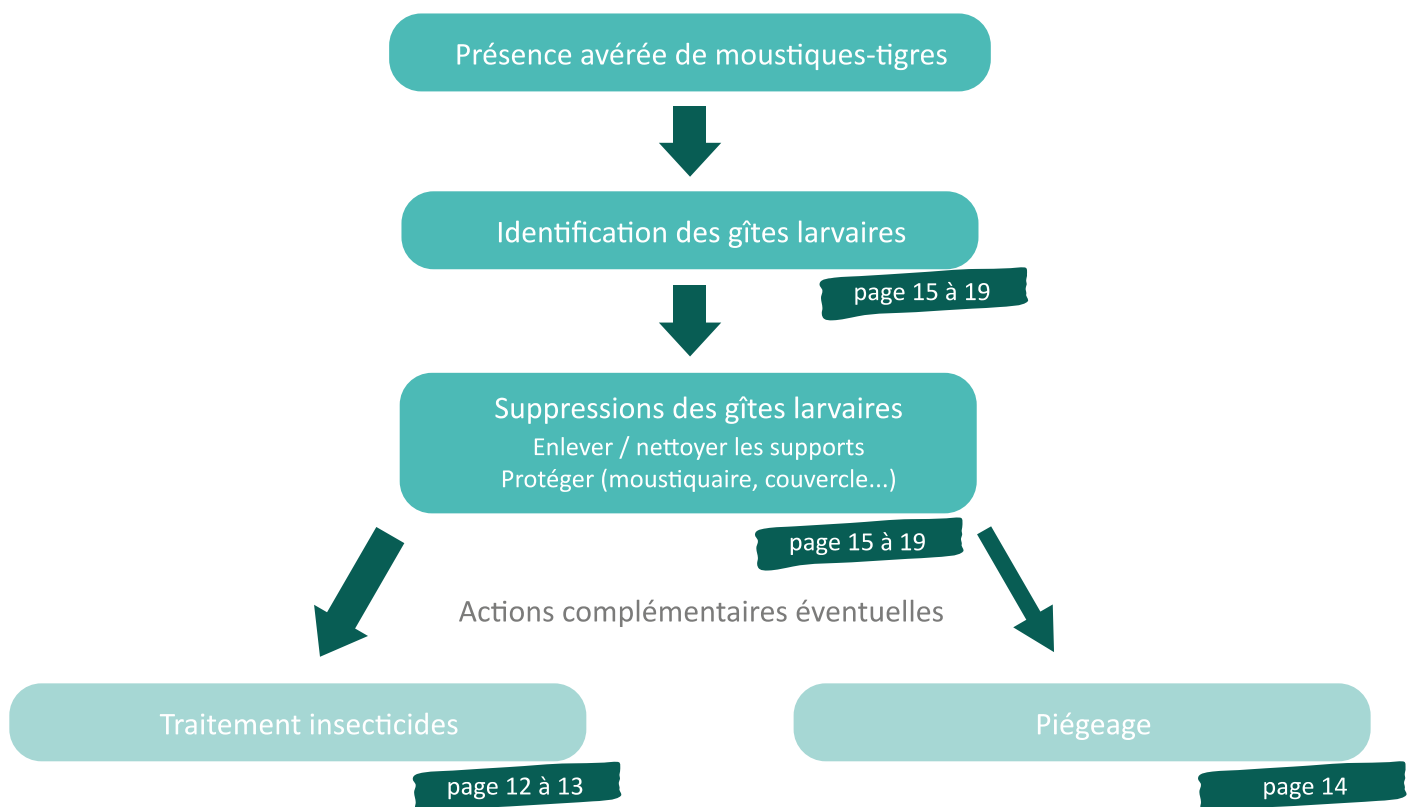 Présence avérée de moustiques-tigres
Identification des gîtes larvaires
page 15 à 19
Suppressions des gîtes larvaires
Enlever / nettoyer les supports
Protéger (moustiquaire, couvercle...)
page 15 à 19
Actions complémentaires éventuelles
Traitement insecticides
page 12 à 13
Piégeage
page 14